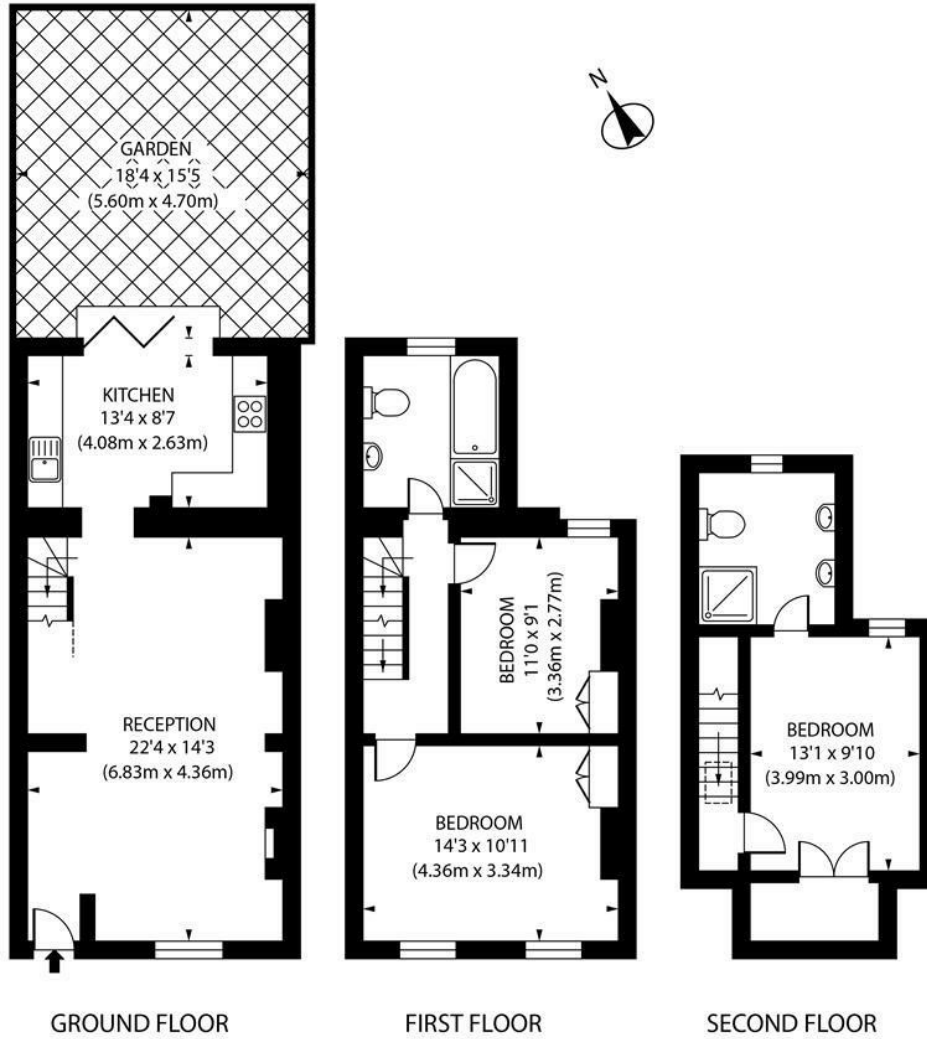 N
GARDEN
18'4 x 15'5
(5.60m x 4.70m)
KITCHEN
13'4 x 8'7
(4.08m x 2.63m)
RECEPTION
22'4 x 14'3
(6.83m x 4.36m)
BEDROOM
11'0 x 9'1
(3.36m x 2.77m)
BEDROOM
14'3 x 10'11
(4.36m x 3.34m)
BEDROOM
13'1 x 9'10
(3.99m x 3.00m)
GROUND FLOOR
FIRST FLOOR
SECOND FLOOR